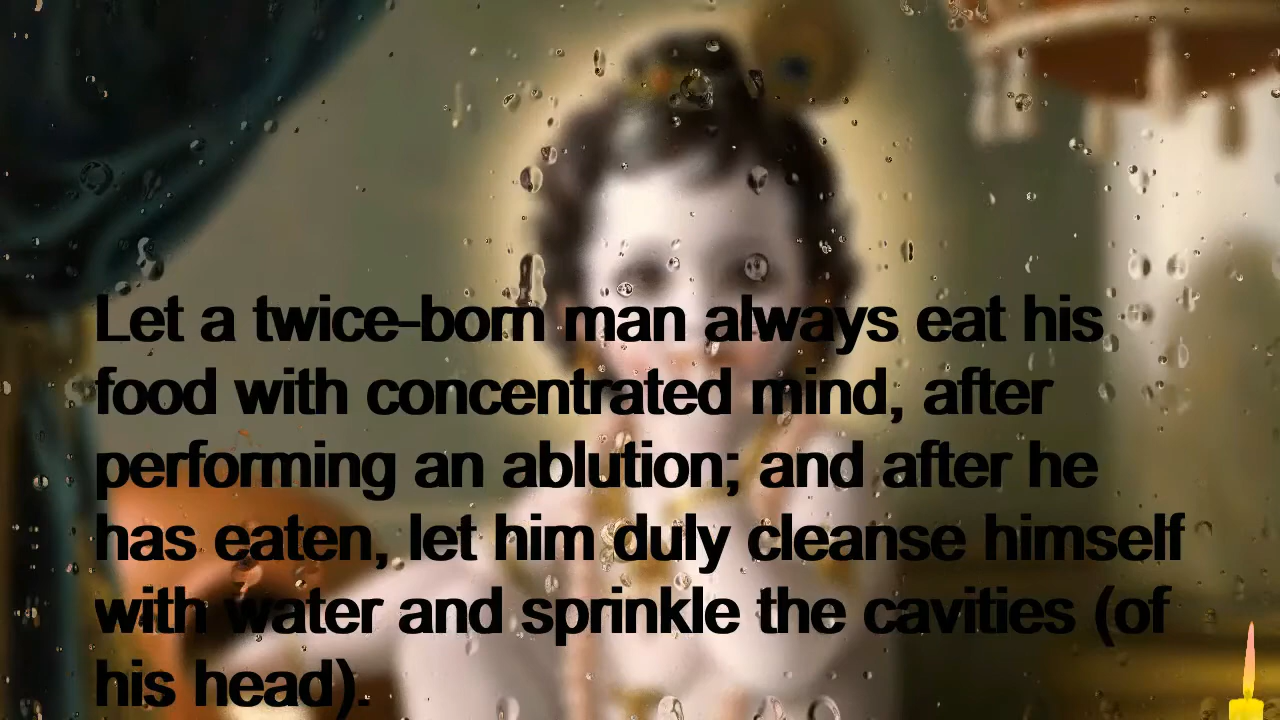 Let a twice-born man always eat his
food with concentrated mind, after
performing an ablution; and after he
has eaten, let him duly cleanse himself
with water and sprinkle the cavities (of
his head).